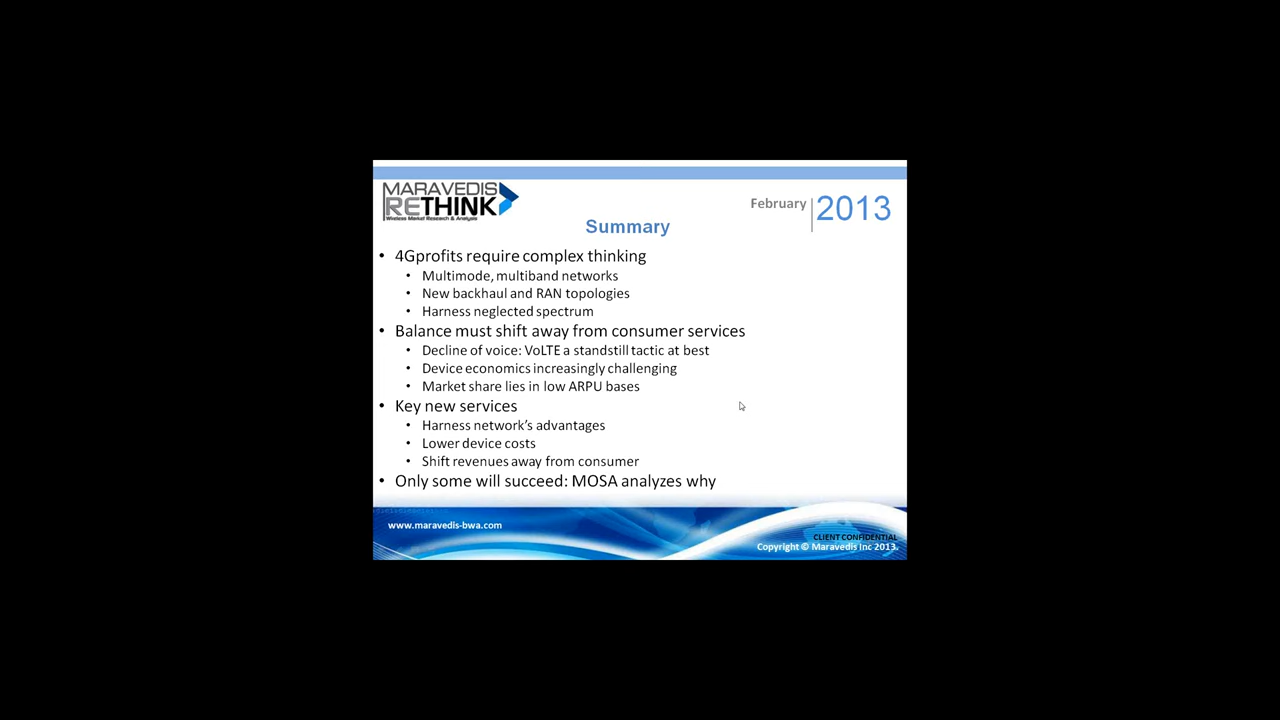 MARAVEDIS
RETHINK
Wireless Market Research & Analysis
February 2013
Summary
• 4Gprofits require complex thinking
• Multimode, multiband networks
• New backhaul and RAN topologies
• Harness neglected spectrum
• Balance must shift away from consumer services
• Decline of voice: VoLTE a standstill tactic at best
• Device economics increasingly challenging
• Market share lies in low ARPU bases
• Key new services
• Harness network’s advantages
• Lower device costs
• Shift revenues away from consumer
• Only some will succeed: MOSA analyzes why
www.maravedis-bwa.com
CLIENT CONFIDENTIAL
Copyright © Maravedis Inc 2013.